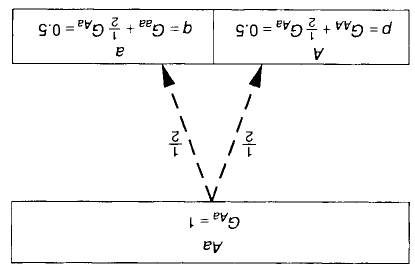 Aa
G_Aa = 1
1/2 1/2
A a
p = G_AA + 1/2 G_Aa = 0.5 q = G_aa + 1/2 G_Aa = 0.5